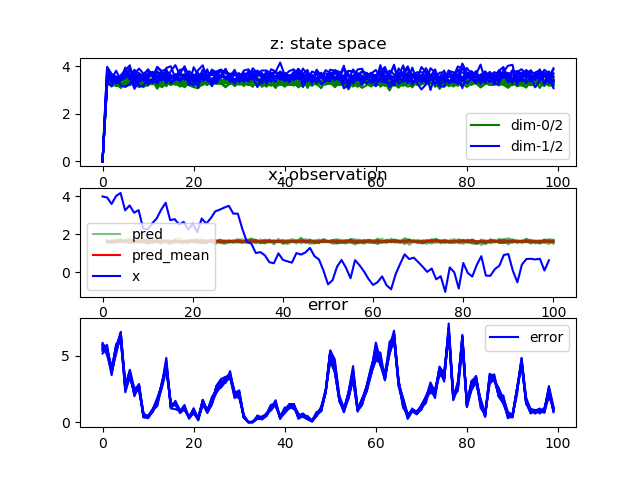 z: state space
4
2
0
dim-0/2
dim-1/2
0 20 40 60 80 100
x: observation
4
2
0
pred
pred_mean
x
0 20 40 60 80 100
error
5
0
error
0 20 40 60 80 100